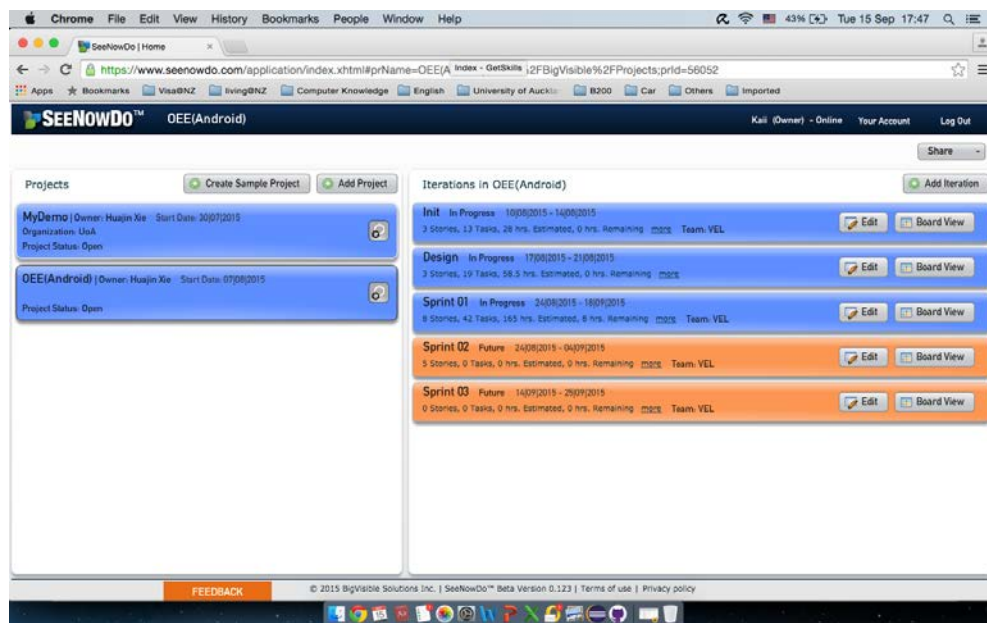 Chrome File Edit View History Bookmarks People Window Help 43% Tue 15 Sep 17:47
SeeNowDo | Home
https://www.seenowdo.com/application/index.xhtml#prName=OEE(A Index - GetSkills 2FBigVisible%2FProjects;prId=56052
Apps Bookmarks Visa@NZ living@NZ Computer Knowledge English University of Auckla B200 Car Others Imported
SEENOWDO™ OEE(Android) Kaii (Owner) - Online Your Account Log Out
Share
Projects Create Sample Project Add Project
MyDemo | Owner: Huajin Xie Start Date: 30/07/2015
Organization: UoA
Project Status: Open
OEE(Android) | Owner: Huajin Xie Start Date: 07/08/2015
Project Status: Open
Iterations in OEE(Android) Add Iteration
Init In Progress 10/08/2015 - 14/08/2015
3 Stories, 13 Tasks, 28 hrs. Estimated, 0 hrs. Remaining more Team: VEL
Edit Board View
Design In Progress 17/08/2015 - 21/08/2015
3 Stories, 19 Tasks, 58.5 hrs. Estimated, 0 hrs. Remaining more
Edit Board View
Sprint 01 In Progress 24/08/2015 - 18/09/2015
8 Stories, 42 Tasks, 165 hrs. Estimated, 8 hrs. Remaining more Team: VEL
Edit Board View
Sprint 02 Future 24/08/2015 - 04/09/2015
5 Stories, 0 Tasks, 0 hrs. Estimated, 0 hrs. Remaining more Team: VEL
Edit Board View
Sprint 03 Future 14/09/2015 - 25/09/2015
0 Stories, 0 Tasks, 0 hrs. Estimated, 0 hrs. Remaining more Team: VEL
Edit Board View
FEEDBACK © 2015 BigVisible Solutions Inc. | SeeNowDo™ Beta Version 0.123 | Terms of use | Privacy policy